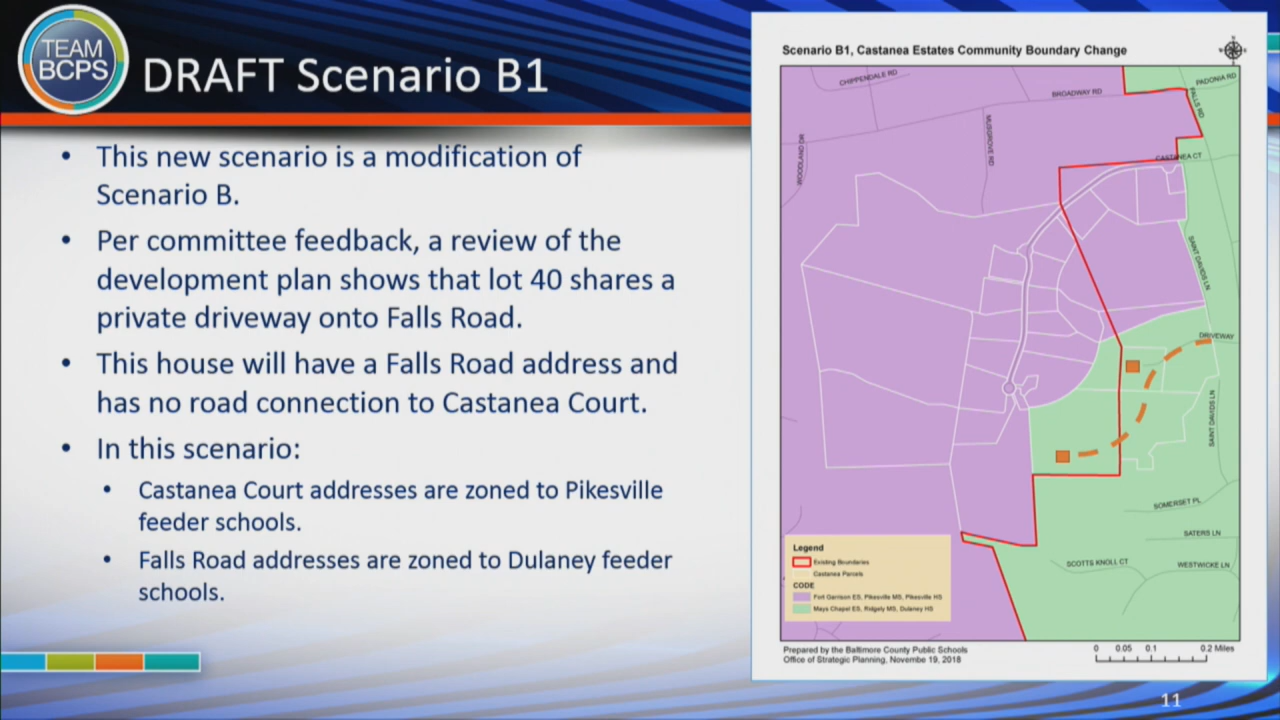 TEAM
BCPS
DRAFT Scenario B1
• This new scenario is a modification of
Scenario B.
• Per committee feedback, a review of the
development plan shows that lot 40 shares a
private driveway onto Falls Road.
• This house will have a Falls Road address and
has no road connection to Castanea Court.
• In this scenario:
• Castanea Court addresses are zoned to Pikesville
feeder schools.
• Falls Road addresses are zoned to Dulaney feeder
schools.
Scenario B1, Castanea Estates Community Boundary Change
CHIPPENDALE RD
BROADWAY RD
PADONIA RD
FALLS RD
WOODLAND DR
MUSGROVE RD
CASTANEA CT
SAINT DAVIDS LN
DRIVEWAY
SAINT DAVIDS LN
SOMERSET PL
SATERS LN
SCOTTS KNOLL CT
WESTWICKE LN
Legend
Existing Boundaries
Castanea Parcels
CODE
Fort Garrison ES, Pikesville MS, Pikesville HS
Mays Chapel ES, Ridgely MS, Dulaney HS
Prepared by the Baltimore County Public Schools
Office of Strategic Planning, Novembe 19, 2018
0 0.05 0.1 0.2 Miles
11